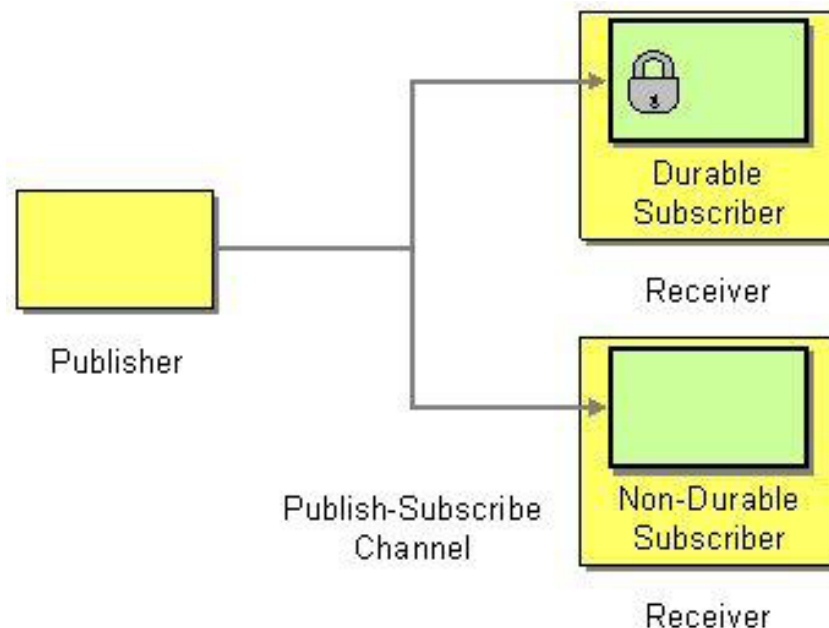 Durable
Subscriber
Receiver
Publisher
Publish-Subscribe
Channel
Non-Durable
Subscriber
Receiver